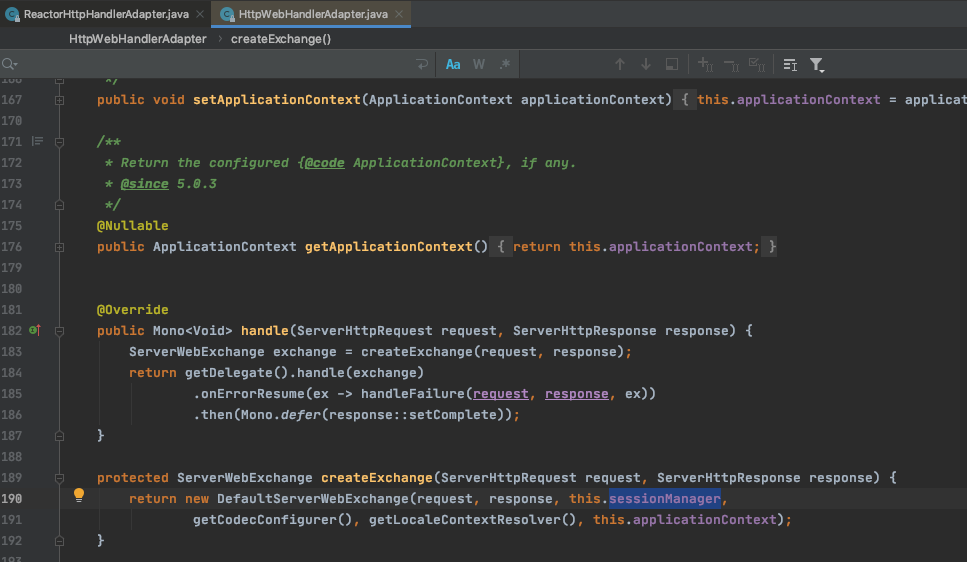 ReactorHttpHandlerAdapter.java HttpWebHandlerAdapter.java
HttpWebHandlerAdapter createExchange()
Aa W .*
*/
167 public void setApplicationContext(ApplicationContext applicationContext) { this.applicationContext = applicat
170
171 /**
172 * Return the configured {@code ApplicationContext}, if any.
173 * @since 5.0.3
174 */
175 @Nullable
176 public ApplicationContext getApplicationContext() { return this.applicationContext; }
179
180
181 @Override
182 public Mono<Void> handle(ServerHttpRequest request, ServerHttpResponse response) {
183 ServerWebExchange exchange = createExchange(request, response);
184 return getDelegate().handle(exchange)
185 .onErrorResume(ex -> handleFailure(request, response, ex))
186 .then(Mono.defer(response::setComplete));
187 }
188
189 protected ServerWebExchange createExchange(ServerHttpRequest request, ServerHttpResponse response) {
190 return new DefaultServerWebExchange(request, response, this.sessionManager,
191 getCodecConfigurer(), getLocaleContextResolver(), this.applicationContext);
192 }